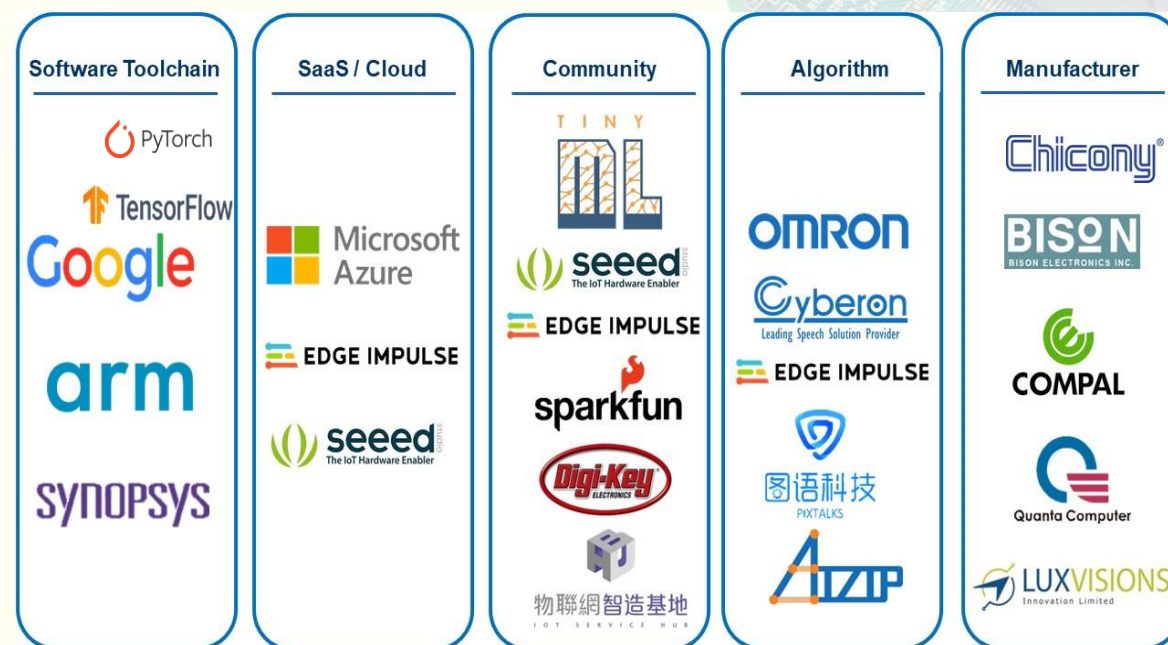 Software Toolchain
PyTorch
TensorFlow
Google
arm
SYNOPSYS
SaaS / Cloud
Microsoft
Azure
EDGE IMPULSE
seeed studio
The IoT Hardware Enabler
Community
TINY
ML
seeed studio
The IoT Hardware Enabler
EDGE IMPULSE
sparkfun
Digi-Key®
ELECTRONICS
物聯網智造基地
IOT SERVICE HUB
Algorithm
OMRON
Cyberon
Leading Speech Solution Provider
EDGE IMPULSE
图语科技
PIXTALKS
AIZIP
Manufacturer
Chicony®
BISON
BISON ELECTRONICS INC.
COMPAL
Quanta Computer
LUXVISIONS
Innovation Limited